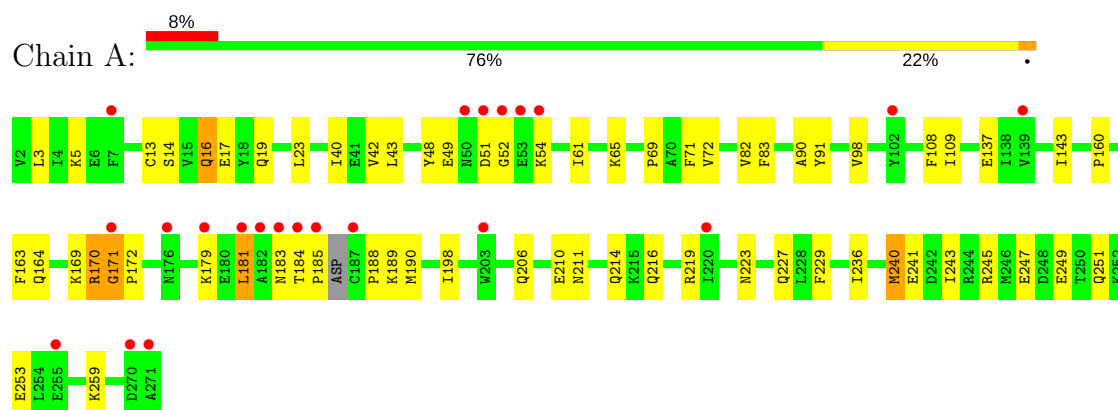 8%
Chain A:
76% 22% •
V2 L3 I4 K5 E6 F7 C13 S14 V15 Q16 E17 Y18 Q19 L23 I40 E41 V42 L43 Y48 E49 N50 D51 G52 E53 K54 I61 K65 P69 A70 F71 V72 V82 F83 A90 Y91 V98 Y102 F108 I109 E137 I138 V139 I143 P160
F163 Q164 K169 R170 G171 P172 N176 K179 E180 L181 A182 N183 T184 P185 ASP C187 P188 K189 M190 I198 W203 Q206 E210 N211 Q214 K215 Q216 R219 I220 N223 Q227 L228 F229 I236 M240 E241 D242 I243 R244 R245 M246 E247 D248 E249 T250 Q251 K252
E253 L254 E255 K259 D270 A271